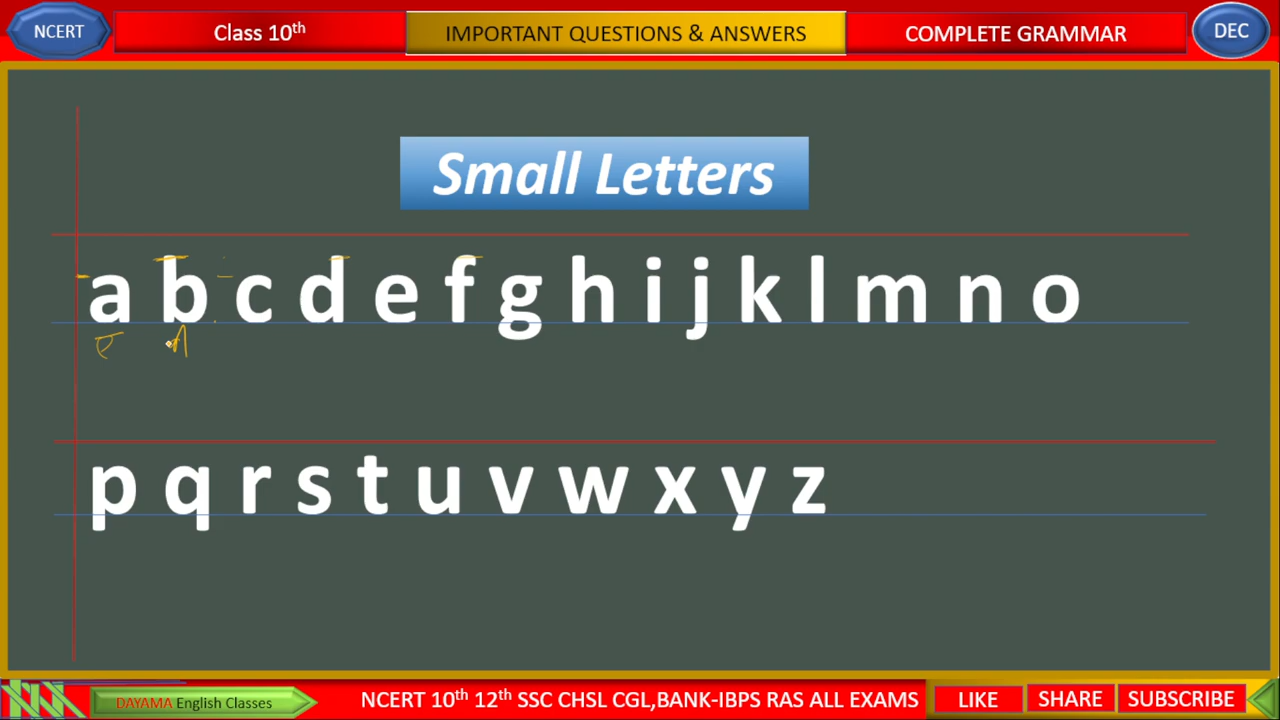 NCERT
Class 10th
IMPORTANT QUESTIONS & ANSWERS
COMPLETE GRAMMAR
DEC
Small Letters
a b c d e f g h i j k l m n o
p q r s t u v w x y z
DAYAMA English Classes
NCERT 10th 12th SSC CHSL CGL,BANK-IBPS RAS ALL EXAMS
LIKE
SHARE
SUBSCRIBE